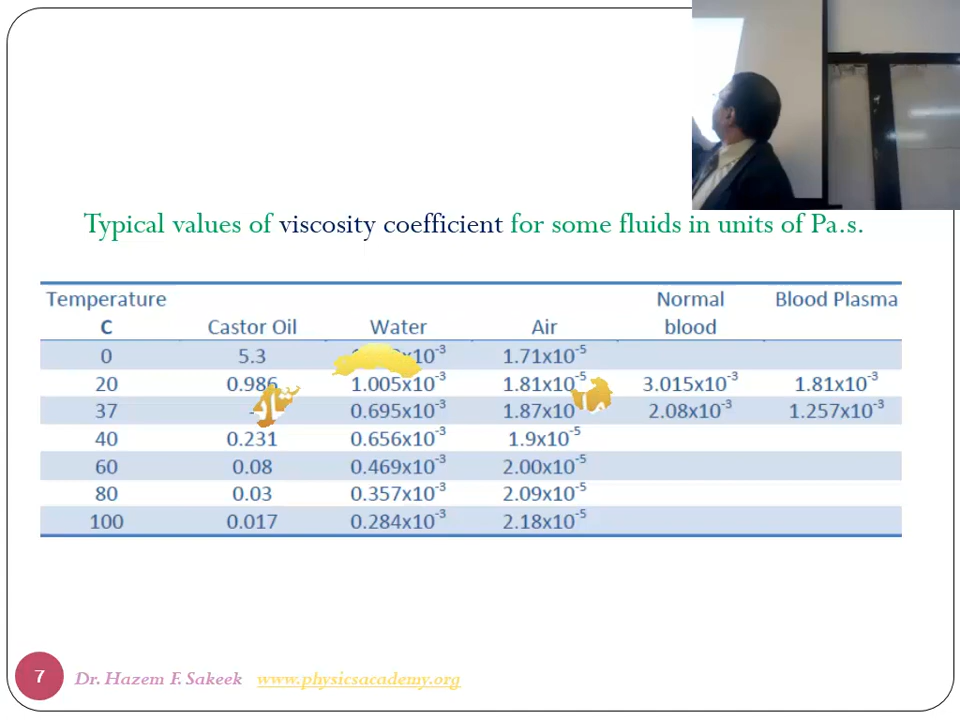 Typical values of viscosity coefficient for some fluids in units of Pa.s.
Temperature C Castor Oil Water Air Normal blood Blood Plasma
0 5.3 1.71x10⁻⁵
20 0.986 1.005x10⁻³ 1.81x10⁻⁵ 3.015x10⁻³ 1.81x10⁻³
37 0.695x10⁻³ 1.87x10 2.08x10⁻³ 1.257x10⁻³
40 0.231 0.656x10⁻³ 1.9x10⁻⁵
60 0.08 0.469x10⁻³ 2.00x10⁻⁵
80 0.03 0.357x10⁻³ 2.09x10⁻⁵
100 0.017 0.284x10⁻³ 2.18x10⁻⁵
7 Dr. Hazem F. Sakeek www.physicsacademy.org